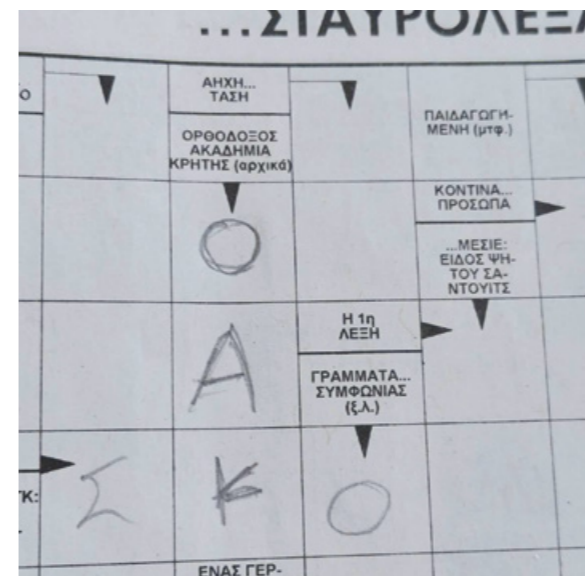 ...ΣΤΑΥΡΟΛΕΞΑ
ΑΗΧΗ...
ΤΑΣΗ
ΟΡΘΟΔΟΞΟΣ
ΑΚΑΔΗΜΙΑ
ΚΡΗΤΗΣ (αρχικά)
ΠΑΙΔΑΓΩΓΗ-
ΜΕΝΗ (μτφ.)
ΚΟΝΤΙΝΑ...
ΠΡΟΣΩΠΑ
Ο
...ΜΕΣΙΕ:
ΕΙΔΟΣ ΨΗ-
ΤΟΥ ΣΑ-
ΝΤΟΥΙΤΣ
Α
Η 1η
ΛΕΞΗ
ΓΡΑΜΜΑΤΑ...
ΣΥΜΦΩΝΙΑΣ
(ξ.λ.)
Κ:
Σ Κ Ο
ΕΝΑΣ ΓΕΡ-